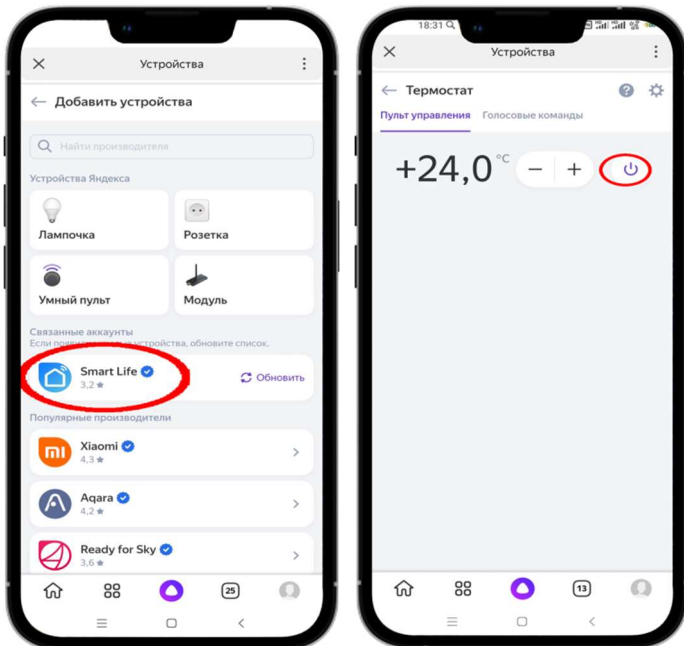 Устройства
Добавить устройства
Найти производителя
Устройства Яндекса
Лампочка
Розетка
Умный пульт
Модуль
Связанные аккаунты
Если устройства, обновите список.
Smart Life
3,2 ★
Обновить
Популярные производители
Xiaomi
4,3 ★
Aqara
4,2 ★
Ready for Sky
3,6 ★
25
18:31
Устройства
Термостат
Пульт управления
Голосовые команды
+24,0 °C
13